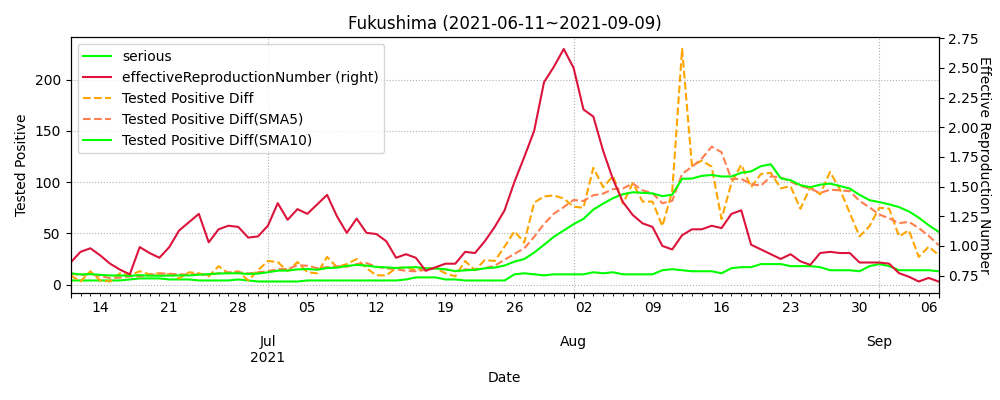 Fukushima (2021-06-11~2021-09-09)
serious
effectiveReproductionNumber (right)
Tested Positive Diff
Tested Positive Diff(SMA5)
Tested Positive Diff(SMA10)
Tested Positive
200
150
100
50
0
2.75
2.50
2.25
2.00
1.75
1.50
1.25
1.00
0.75
Effective Reproduction Number
14 21 28 05 12 19 26 02 09 16 23 30 06
Jul Aug Sep
2021
Date